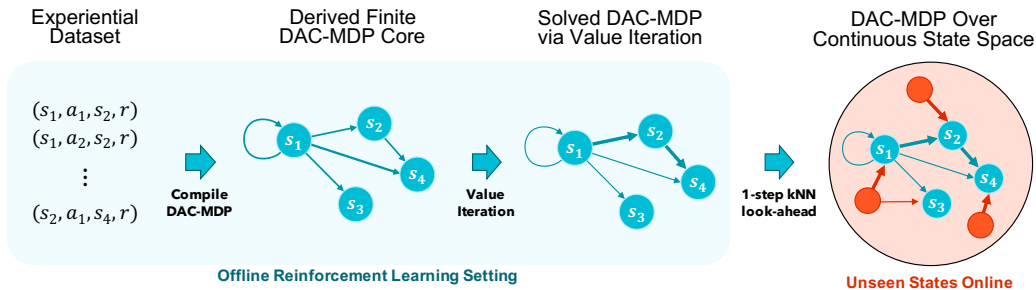 Experiential
Dataset
Derived Finite
DAC-MDP Core
Solved DAC-MDP
via Value Iteration
DAC-MDP Over
Continuous State Space
(s₁, a₁, s₂, r)
(s₁, a₂, s₂, r)
⋮
(s₂, a₁, s₄, r)
Compile
DAC-MDP
s₁
s₂
s₄
s₃
Value
Iteration
s₁
s₂
s₄
s₃
1-step kNN
look-ahead
s₁
s₂
s₄
s₃
Offline Reinforcement Learning Setting
Unseen States Online